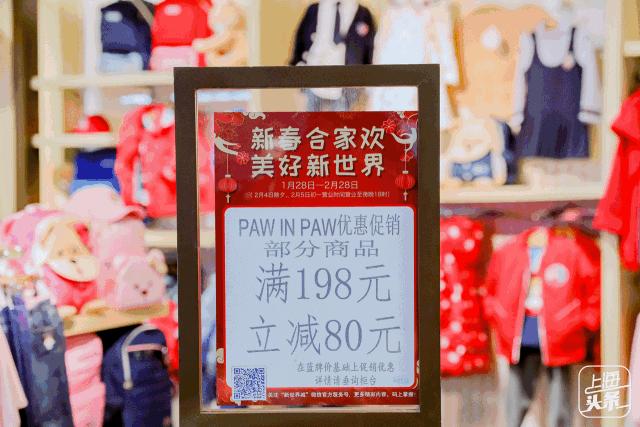 新春合家欢
美好新世界
1月28日—2月28日
PAW IN PAW优惠促销
部分商品
满198元
立减80元
在蓝牌价基础上促销优惠
详情请垂询柜台
上海
头条